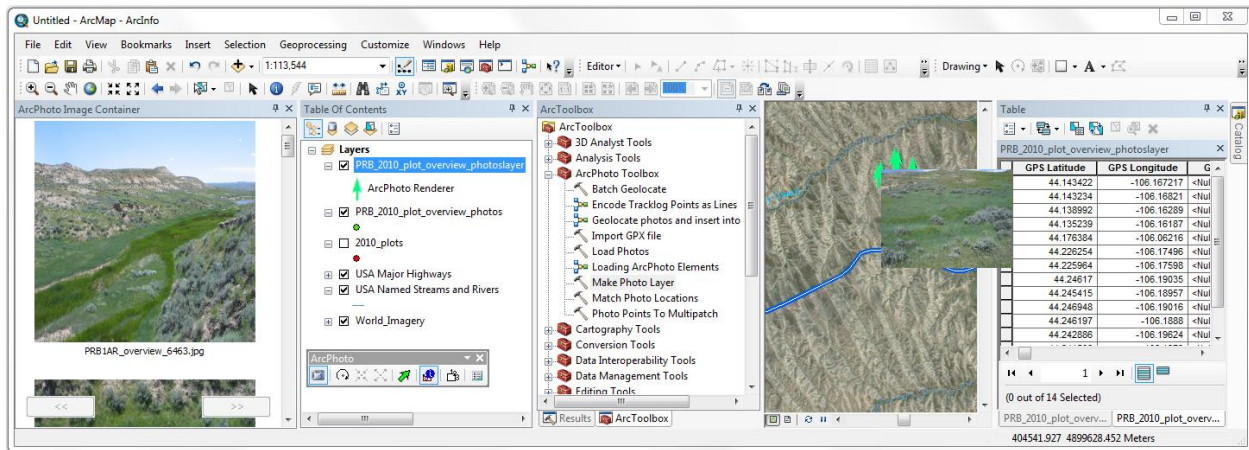 Untitled - ArcMap - ArcInfo
File Edit View Bookmarks Insert Selection Geoprocessing Customize Windows Help
1:113,544
Editor
Drawing
A
100%
ArcPhoto Image Container
PRB1AR_overview_6463.jpg
<<
>>
Table Of Contents
Layers
PRB_2010_plot_overview_photoslayer
ArcPhoto Renderer
PRB_2010_plot_overview_photos
2010_plots
USA Major Highways
USA Named Streams and Rivers
World_Imagery
ArcPhoto
ArcToolbox
ArcToolbox
3D Analyst Tools
Analysis Tools
ArcPhoto Toolbox
Batch Geolocate
Encode Tracklog Points as Lines
Geolocate photos and insert into
Import GPX file
Load Photos
Loading ArcPhoto Elements
Make Photo Layer
Match Photo Locations
Photo Points To Multipatch
Cartography Tools
Conversion Tools
Data Interoperability Tools
Data Management Tools
Editing Tools
Results ArcToolbox
Table
PRB_2010_plot_overview_photoslayer
GPS Latitude GPS Longitude G
44.143422 -106.167217 <Nul
44.143234 -106.16821 <Nul
44.138992 -106.16289 <Nul
44.135239 -106.16187 <Nul
44.176384 -106.06216 <Nul
44.226254 -106.17496 <Nul
44.225964 -106.17598 <Nul
44.24617 -106.19035 <Nul
44.245415 -106.18957 <Nul
44.246948 -106.19016 <Nul
44.246197 -106.1888 <Nul
44.242886 -106.19624 <Nul
1
(0 out of 14 Selected)
PRB_2010_plot_overv... PRB_2010_plot_overv...
404541.927 4899628.452 Meters
Catalog